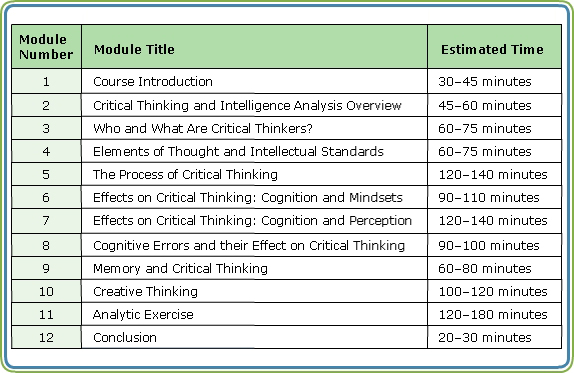 Module Number Module Title Estimated Time
1 Course Introduction 30–45 minutes
2 Critical Thinking and Intelligence Analysis Overview 45–60 minutes
3 Who and What Are Critical Thinkers? 60–75 minutes
4 Elements of Thought and Intellectual Standards 60–75 minutes
5 The Process of Critical Thinking 120–140 minutes
6 Effects on Critical Thinking: Cognition and Mindsets 90–110 minutes
7 Effects on Critical Thinking: Cognition and Perception 120–140 minutes
8 Cognitive Errors and their Effect on Critical Thinking 90–100 minutes
9 Memory and Critical Thinking 60–80 minutes
10 Creative Thinking 100–120 minutes
11 Analytic Exercise 120–180 minutes
12 Conclusion 20–30 minutes